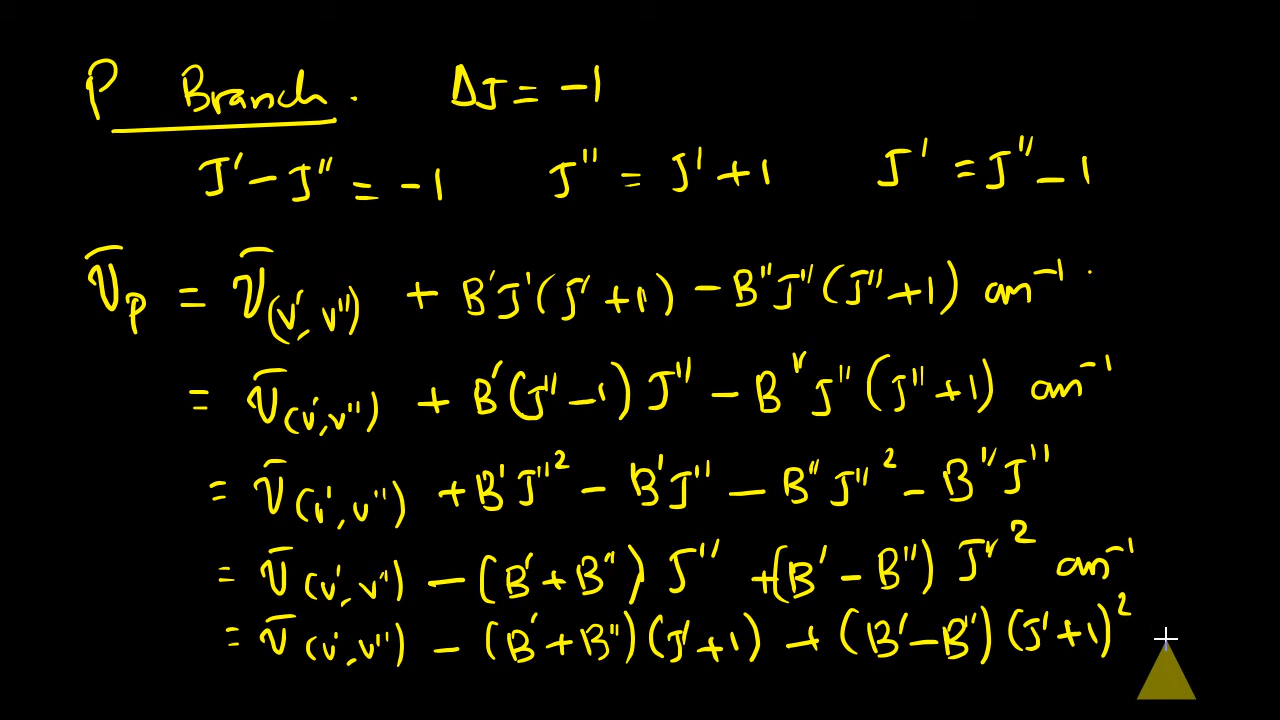 P Branch. ΔJ = -1
J' - J'' = -1 J'' = J' + 1 J' = J'' - 1
ν̄_P = ν̄_(v', v'') + B'J'(J'+1) - B''J''(J''+1) cm⁻¹.
= ν̄_(v', v'') + B'(J''-1)J'' - B''J''(J''+1) cm⁻¹
= ν̄_(v', v'') + B'J''² - B'J'' - B''J''² - B''J''
= ν̄_(v', v'') - (B'+B'')J'' + (B'-B'')J''² cm⁻¹
= ν̄_(v', v'') - (B'+B'')(J'+1) + (B'-B'')(J'+1)²